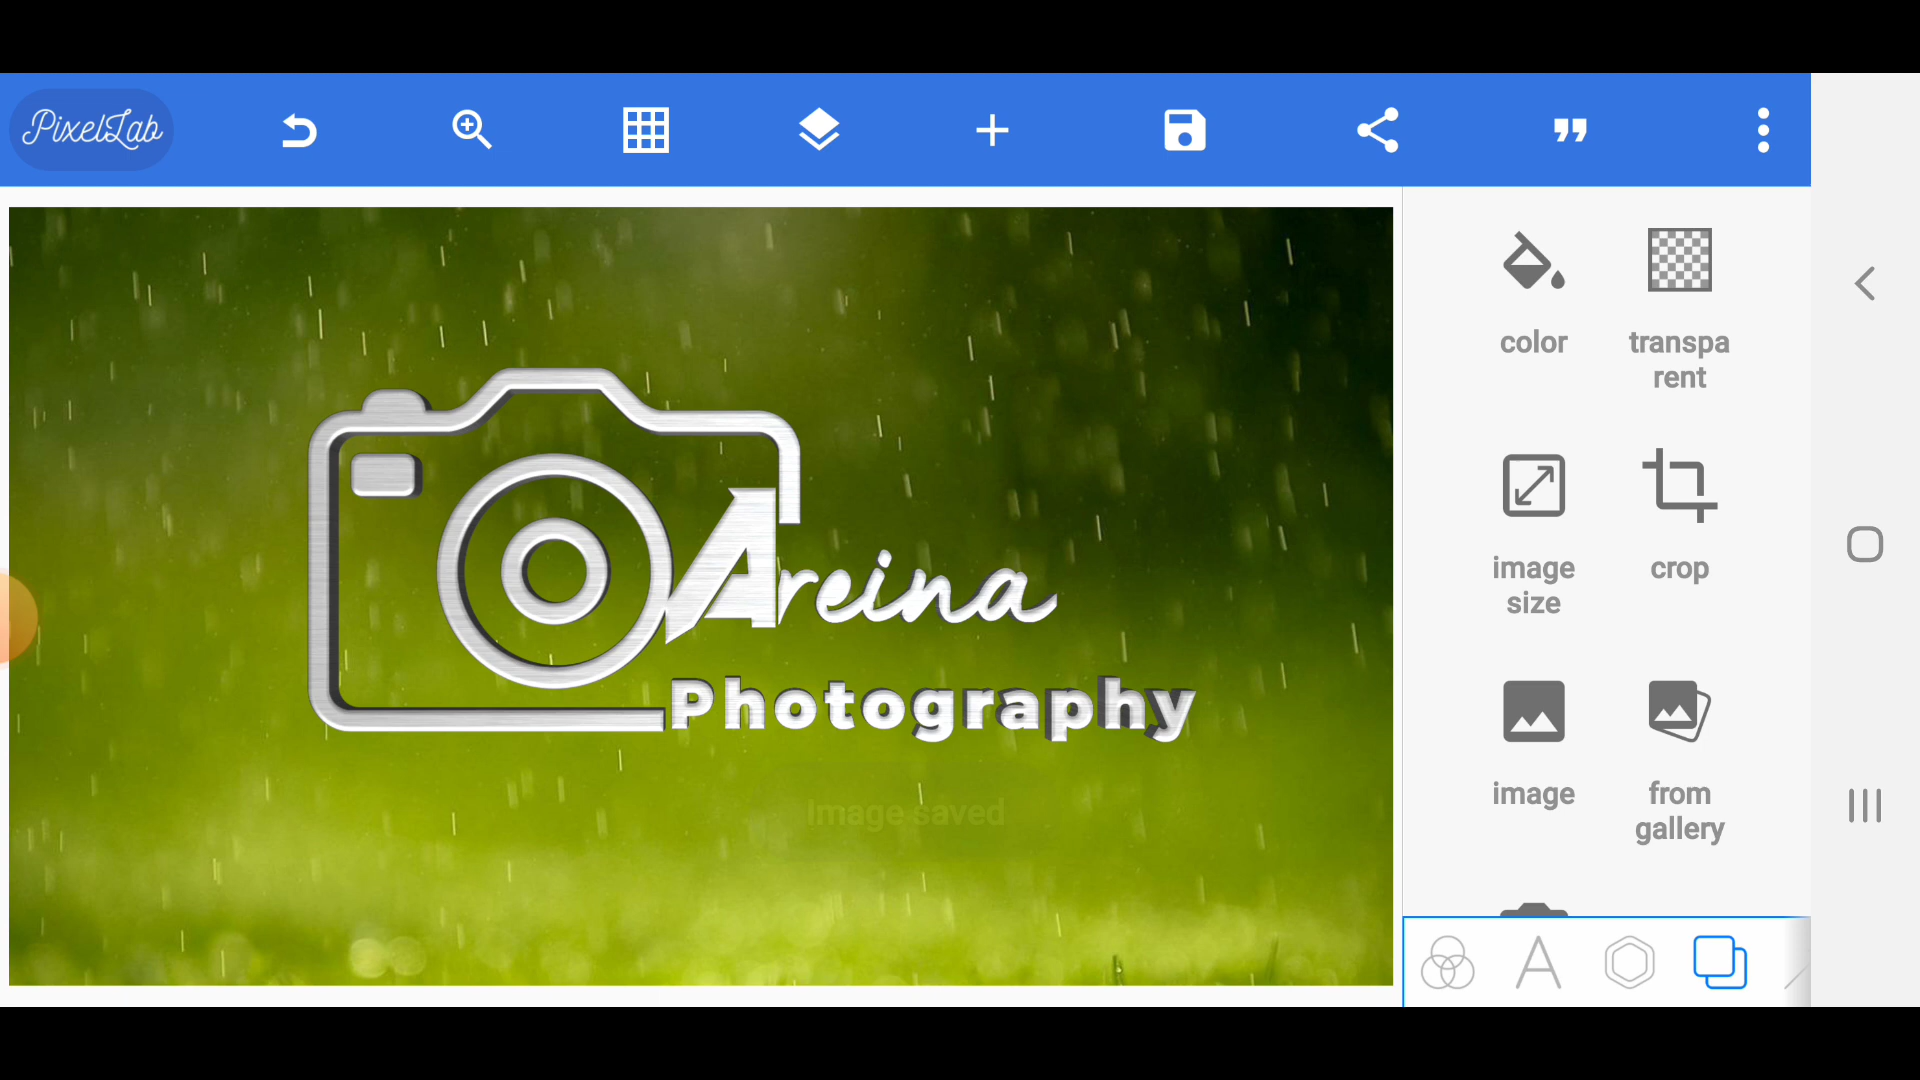 PixelLab
color
transpa
rent
image
size
crop
Areina
Photography
image
from
gallery
Image saved